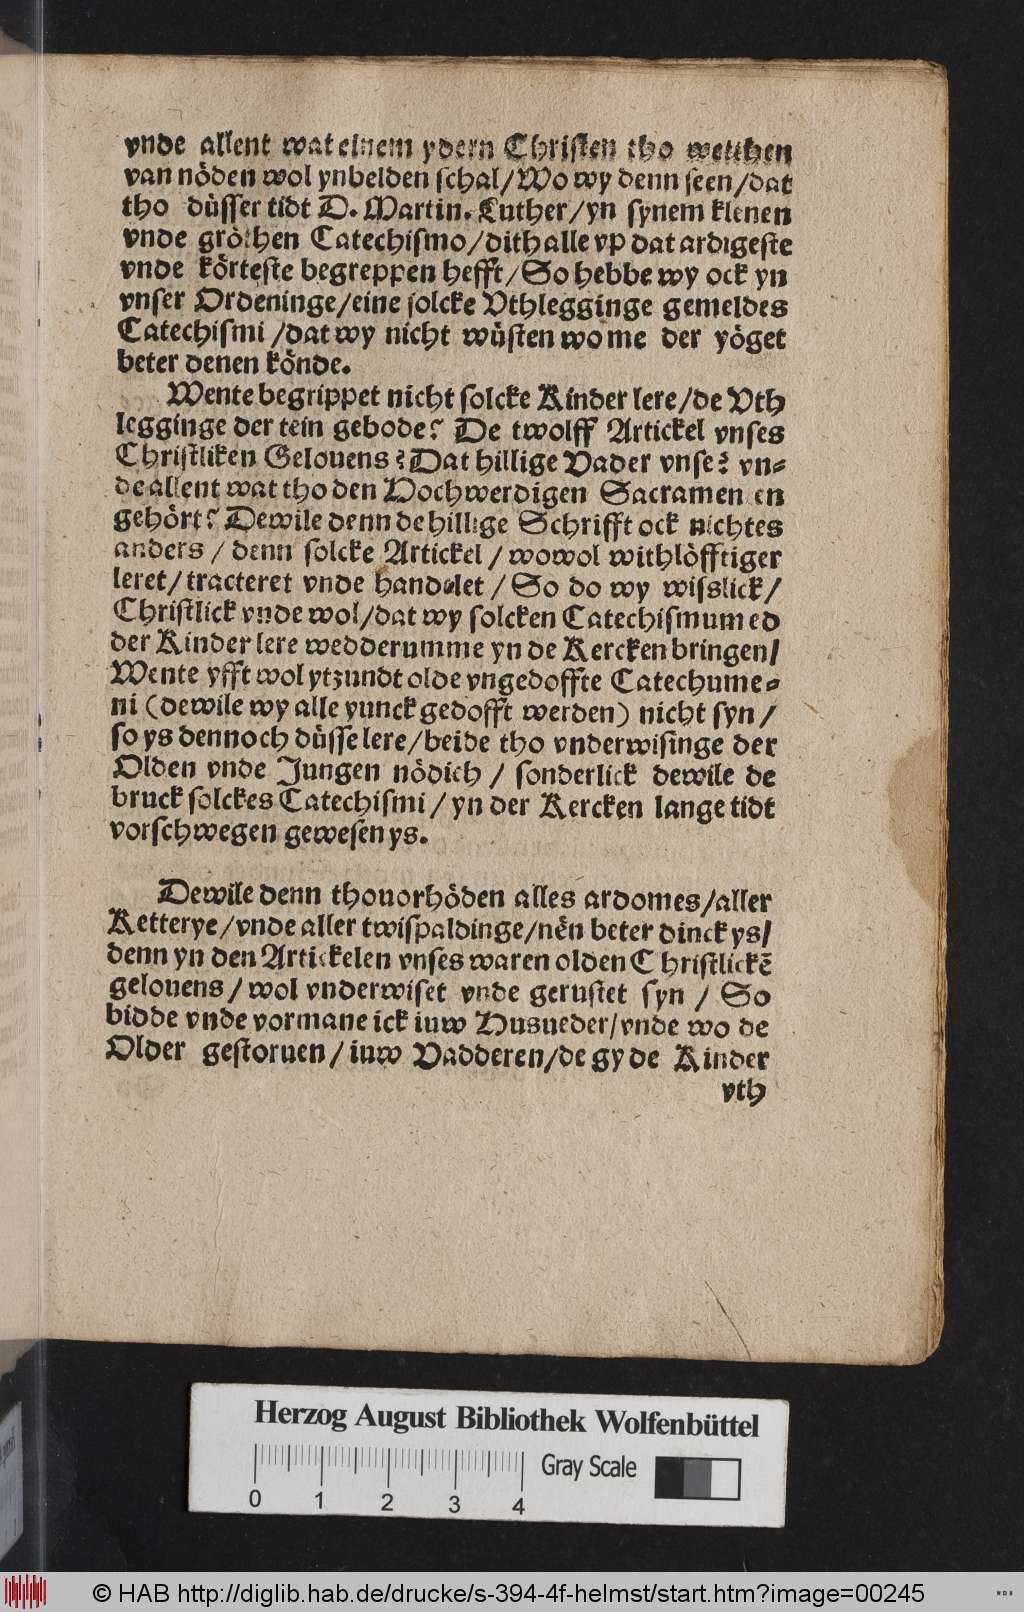 vnde allent wat einem ydern Christen tho wethen
van nöden wol ynbelden schal/Wo wy denn seen/dat
tho düsser tidt D. Martin. Luther/yn synem klenen
vnde gröthen Catechismo/dith alle vp dat ardigeste
vnde körteste begreppen hefft/So hebbe wy ock yn
vnser Ordeninge/eine solcke Vthlegginge gemeldes
Catechismi /dat wy nicht wüsten wo me der yöget
beter denen könde.
Wente begrippet nicht solcke Kinder lere/de Vth
legginge der tein gebode? De twolff Artickel vnses
Christliken Gelouens? Dat hillige Vader vnse? vn-
de allent wat tho den Hochwerdigen Sacramen en
gehört? Dewile denn de hillige Schrifft ock nichtes
anders / denn solcke Artickel / wowol withlöfftiger
leret/ tracteret vnde handelet / So do wy wisslick/
Christlick vnde wol/dat wy solcken Catechismum ed
der Kinder lere wedderumme yn de Kercken bringen/
Wente yfft wol ytzundt olde vngedoffte Catechume-
ni (dewile wy alle yunck gedofft werden) nicht syn /
so ys dennoch düsse lere/beide tho vnderwisinge der
Olden vnde Jungen nödich / sonderlick dewile de
bruck solckes Catechismi / yn der Kercken lange tidt
vorschwegen gewesen ys.
Dewile denn thouorhöden alles ardomes/aller
Ketterye/vnde aller twispaldinge/nên beter dinck ys/
denn yn den Artickelen vnses waren olden Christlickē
gelouens / wol vnderwiset vnde gerustet syn / So
bidde vnde vormane ick iuw Husueder/vnde wo de
Older gestoruen / iuw Vadderen/de gy de Kinder
vth
Herzog August Bibliothek Wolfenbüttel
Gray Scale
0 1 2 3 4
© HAB http://diglib.hab.de/drucke/s-394-4f-helmst/start.htm?image=00245